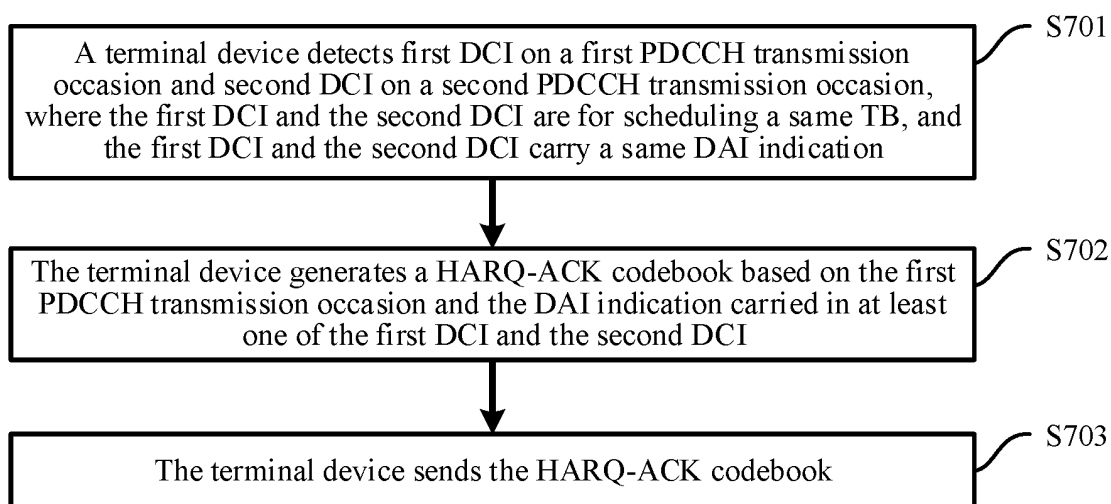 S701
A terminal device detects first DCI on a first PDCCH transmission
occasion and second DCI on a second PDCCH transmission occasion,
where the first DCI and the second DCI are for scheduling a same TB, and
the first DCI and the second DCI carry a same DAI indication
S702
The terminal device generates a HARQ-ACK codebook based on the first
PDCCH transmission occasion and the DAI indication carried in at least
one of the first DCI and the second DCI
S703
The terminal device sends the HARQ-ACK codebook